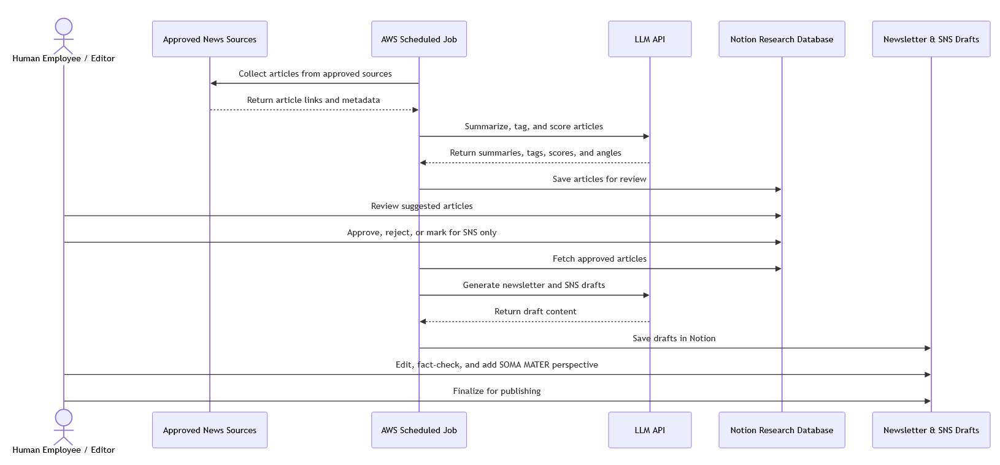 Human Employee / Editor
Approved News Sources
AWS Scheduled Job
LLM API
Notion Research Database
Newsletter & SNS Drafts
Collect articles from approved sources
Return article links and metadata
Summarize, tag, and score articles
Return summaries, tags, scores, and angles
Save articles for review
Review suggested articles
Approve, reject, or mark for SNS only
Fetch approved articles
Generate newsletter and SNS drafts
Return draft content
Save drafts in Notion
Edit, fact-check, and add SOMA MATER perspective
Finalize for publishing
Human Employee / Editor
Approved News Sources
AWS Scheduled Job
LLM API
Notion Research Database
Newsletter & SNS Drafts